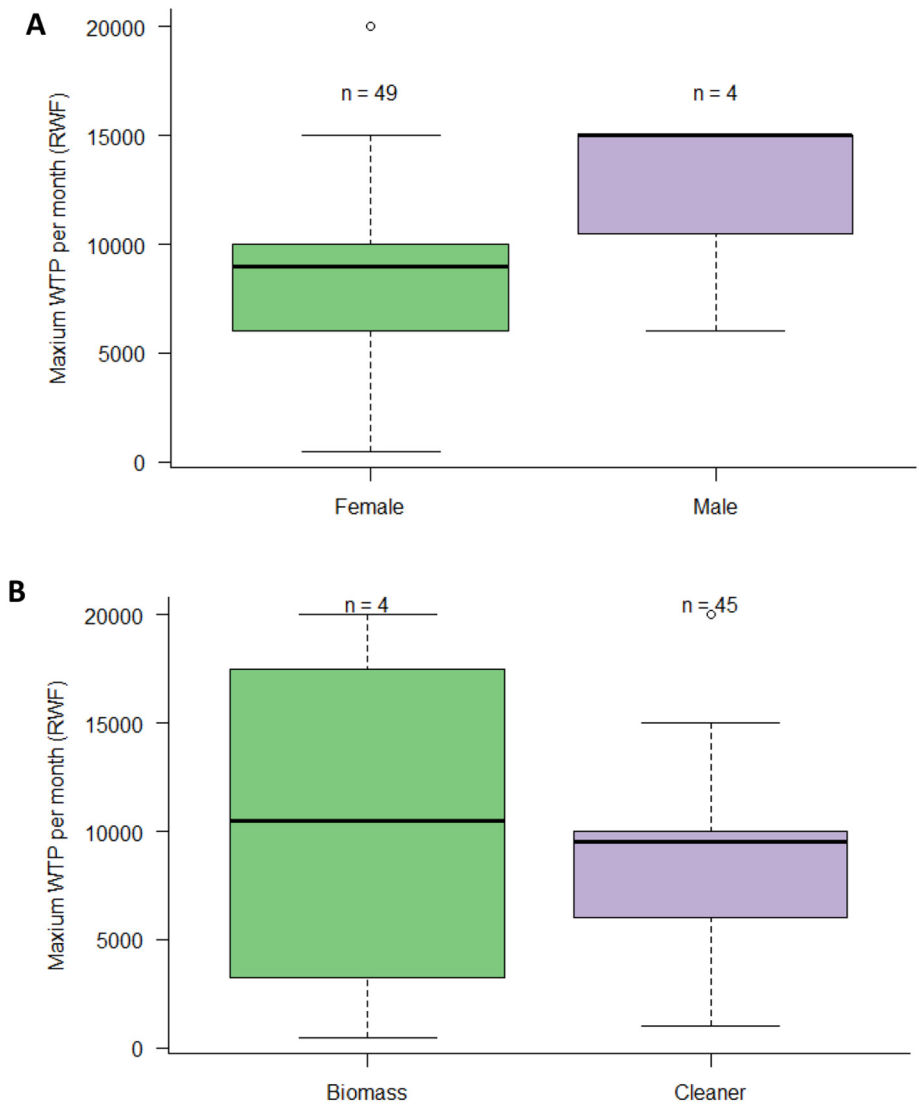 A
Maxium WTP per month (RWF)
20000
15000
10000
5000
0
n = 49
n = 4
Female
Male
B
Maxium WTP per month (RWF)
20000
15000
10000
5000
0
n = 4
n = 45
Biomass
Cleaner